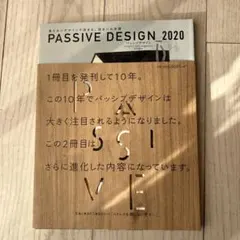 PASSIVE DESIGN_2020
1冊目を発刊して10年。
この10年でパッシブデザインは
大きく注目されるようになりました。
この2冊目は
さらに進化した内容になっています。
PASSIVE